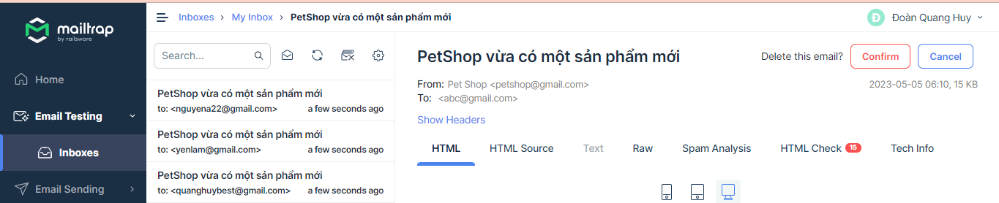 mailtrap
by railsware
Home
Email Testing
Inboxes
Email Sending
Inboxes > My Inbox > PetShop vừa có một sản phẩm mới
Đ Đoàn Quang Huy
Search...
PetShop vừa có một sản phẩm mới
to: <nguyena22@gmail.com> a few seconds ago
PetShop vừa có một sản phẩm mới
to: <yenlam@gmail.com> a few seconds ago
PetShop vừa có một sản phẩm mới
to: <quanghuybest@gmail.com> a few seconds ago
PetShop vừa có một sản phẩm mới
Delete this email? Confirm Cancel
From: Pet Shop <petshop@gmail.com>
2023-05-05 06:10, 15 KB
To: <abc@gmail.com>
Show Headers
HTML HTML Source Text Raw Spam Analysis HTML Check 15 Tech Info